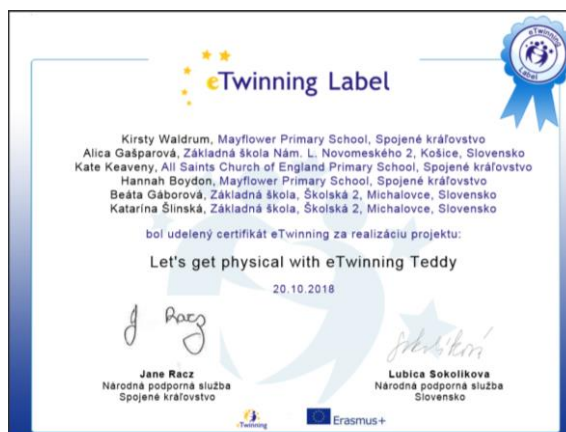 eTwinning
Label
eTwinning Label
Kirsty Waldrum, Mayflower Primary School, Spojené kráľovstvo
Alica Gašparová, Základná škola Nám. L. Novomeského 2, Košice, Slovensko
Kate Keaveny, All Saints Church of England Primary School, Spojené kráľovstvo
Hannah Boydon, Mayflower Primary School, Spojené kráľovstvo
Beáta Gáborová, Základná škola, Školská 2, Michalovce, Slovensko
Katarína Šlinská, Základná škola, Školská 2, Michalovce, Slovensko
bol udelený certifikát eTwinning za realizáciu projektu:
Let's get physical with eTwinning Teddy
20.10.2018
J Racz
Sokolíková
Jane Racz
Národná podporná služba
Spojené kráľovstvo
Lubica Sokolikova
Národná podporná služba
Slovensko
eTwinning
Erasmus+